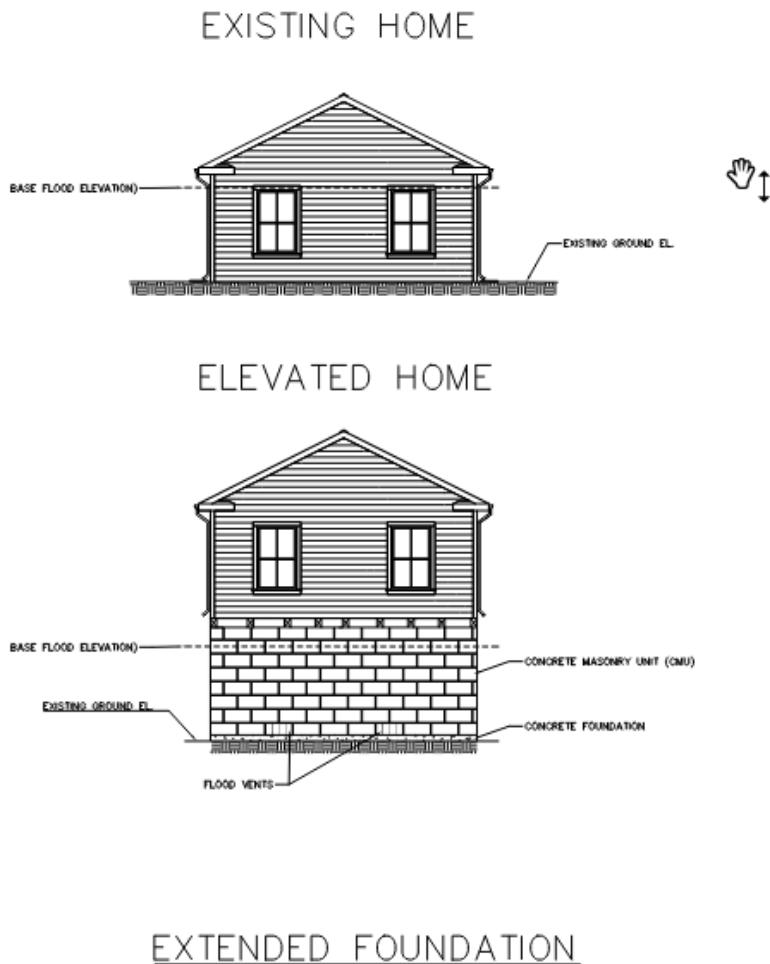 EXISTING HOME
BASE FLOOD ELEVATION)
EXISTING GROUND EL.
ELEVATED HOME
BASE FLOOD ELEVATION)
CONCRETE MASONRY UNIT (CMU)
EXISTING GROUND EL.
CONCRETE FOUNDATION
FLOOD VENTS
EXTENDED FOUNDATION